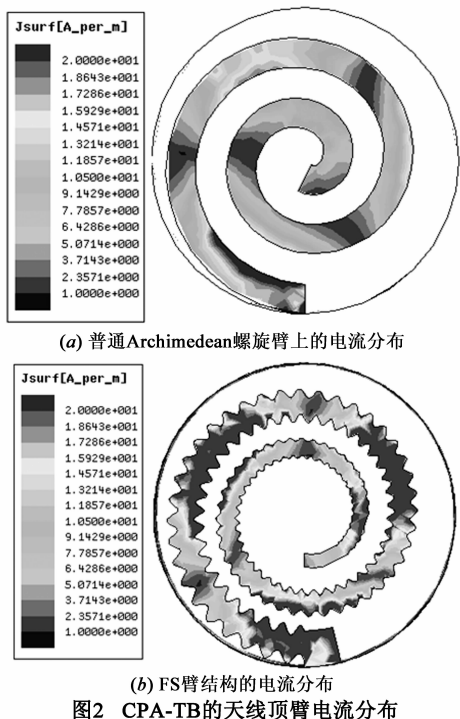 Jsurf[A_per_m]
2.0000e+001
1.8643e+001
1.7286e+001
1.5929e+001
1.4571e+001
1.3214e+001
1.1857e+001
1.0500e+001
9.1429e+000
7.7857e+000
6.4286e+000
5.0714e+000
3.7143e+000
2.3571e+000
1.0000e+000
(a) 普通Archimedean螺旋臂上的电流分布
Jsurf[A_per_m]
2.0000e+001
1.8643e+001
1.7286e+001
1.5929e+001
1.4571e+001
1.3214e+001
1.1857e+001
1.0500e+001
9.1429e+000
7.7857e+000
6.4286e+000
5.0714e+000
3.7143e+000
2.3571e+000
1.0000e+000
(b) FS臂结构的电流分布
图2 CPA-TB的天线顶臂电流分布